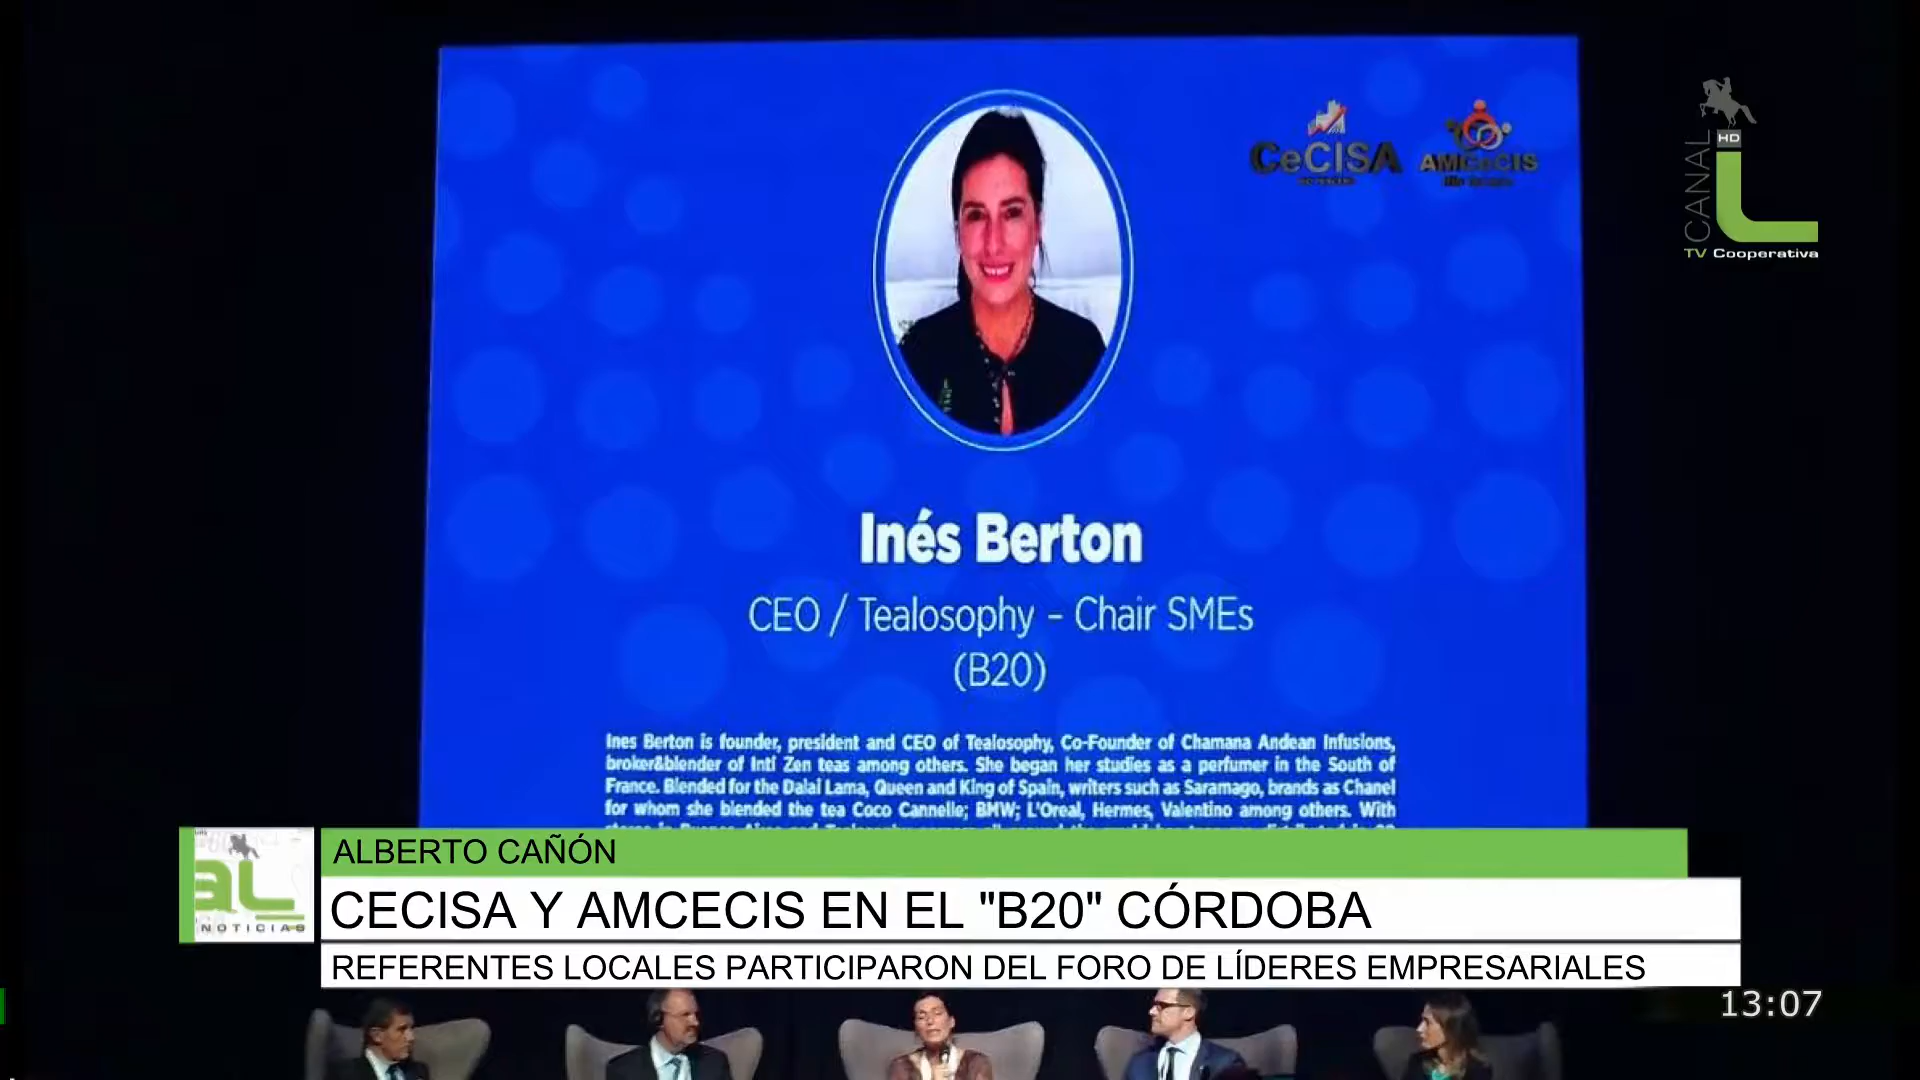 CeCISA
AMCeCIS
CANAL
HD
TV Cooperativa
Inés Berton
CEO / Tealosophy – Chair SMEs
(B20)
Ines Berton is founder, president and CEO of Tealosophy, Co-Founder of Chamana Andean Infusions,
broker&blender of Inti Zen teas among others. She began her studies as a perfumer in the South of
France. Blended for the Dalai Lama, Queen and King of Spain, writers such as Saramago, brands as Chanel
for whom she blended the tea Coco Cannelle; BMW; L'Oreal, Hermes, Valentino among others. With
ALBERTO CAÑÓN
aL
NOTICIAS
CECISA Y AMCECIS EN EL "B20" CÓRDOBA
REFERENTES LOCALES PARTICIPARON DEL FORO DE LÍDERES EMPRESARIALES
13:07